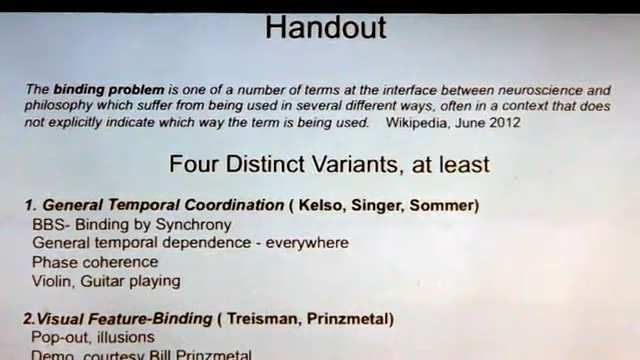 Handout
The binding problem is one of a number of terms at the interface between neuroscience and
philosophy which suffer from being used in several different ways, often in a context that does
not explicitly indicate which way the term is being used. Wikipedia, June 2012
Four Distinct Variants, at least
1. General Temporal Coordination ( Kelso, Singer, Sommer)
BBS- Binding by Synchrony
General temporal dependence - everywhere
Phase coherence
Violin, Guitar playing
2.Visual Feature-Binding ( Treisman, Prinzmetal)
Pop-out, illusions
Demo, courtesy Bill Prinzmetal